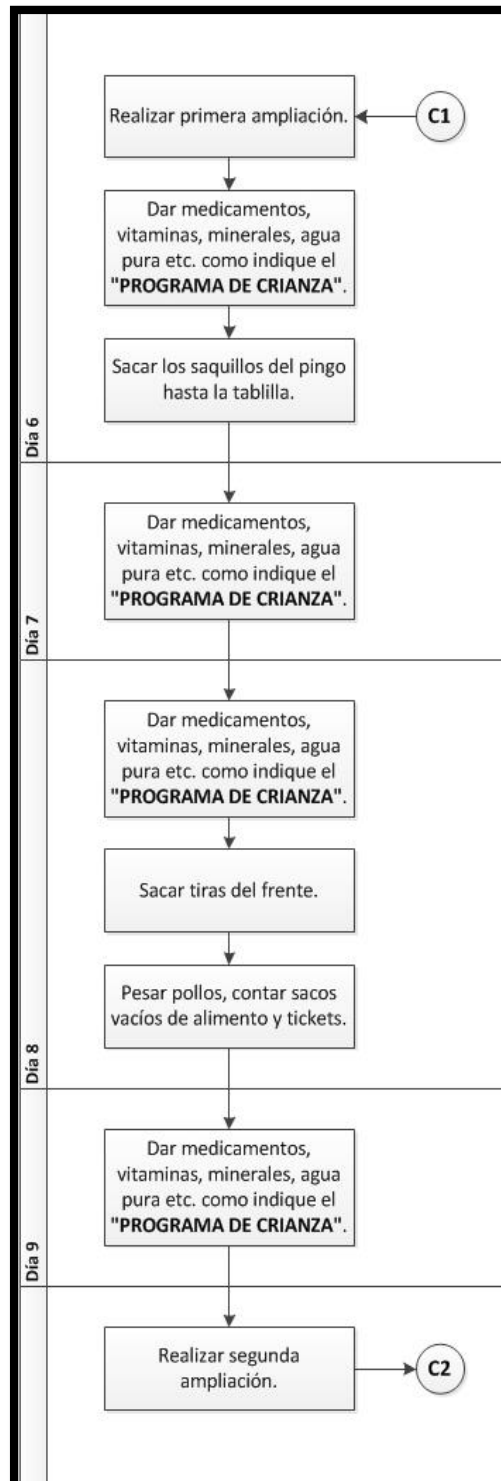 Realizar primera ampliación.
C1
Dar medicamentos,
vitaminas, minerales, agua
pura etc. como indique el
"PROGRAMA DE CRIANZA".
Sacar los saquillos del pingo
hasta la tablilla.
Día 6
Dar medicamentos,
vitaminas, minerales, agua
pura etc. como indique el
"PROGRAMA DE CRIANZA".
Día 7
Dar medicamentos,
vitaminas, minerales, agua
pura etc. como indique el
"PROGRAMA DE CRIANZA".
Sacar tiras del frente.
Pesar pollos, contar sacos
vacíos de alimento y tickets.
Día 8
Dar medicamentos,
vitaminas, minerales, agua
pura etc. como indique el
"PROGRAMA DE CRIANZA".
Día 9
Realizar segunda
ampliación.
C2